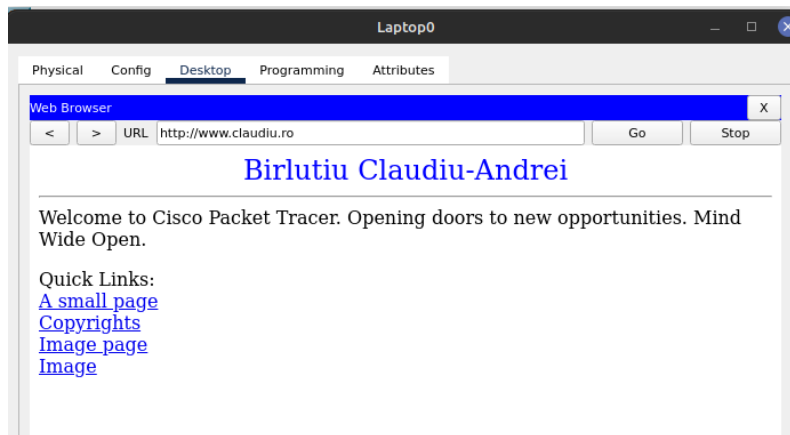 Laptop0
Physical Config Desktop Programming Attributes
Web Browser X
< > URL http://www.claudiu.ro Go Stop
Birlutiu Claudiu-Andrei
Welcome to Cisco Packet Tracer. Opening doors to new opportunities. Mind
Wide Open.
Quick Links:
A small page
Copyrights
Image page
Image